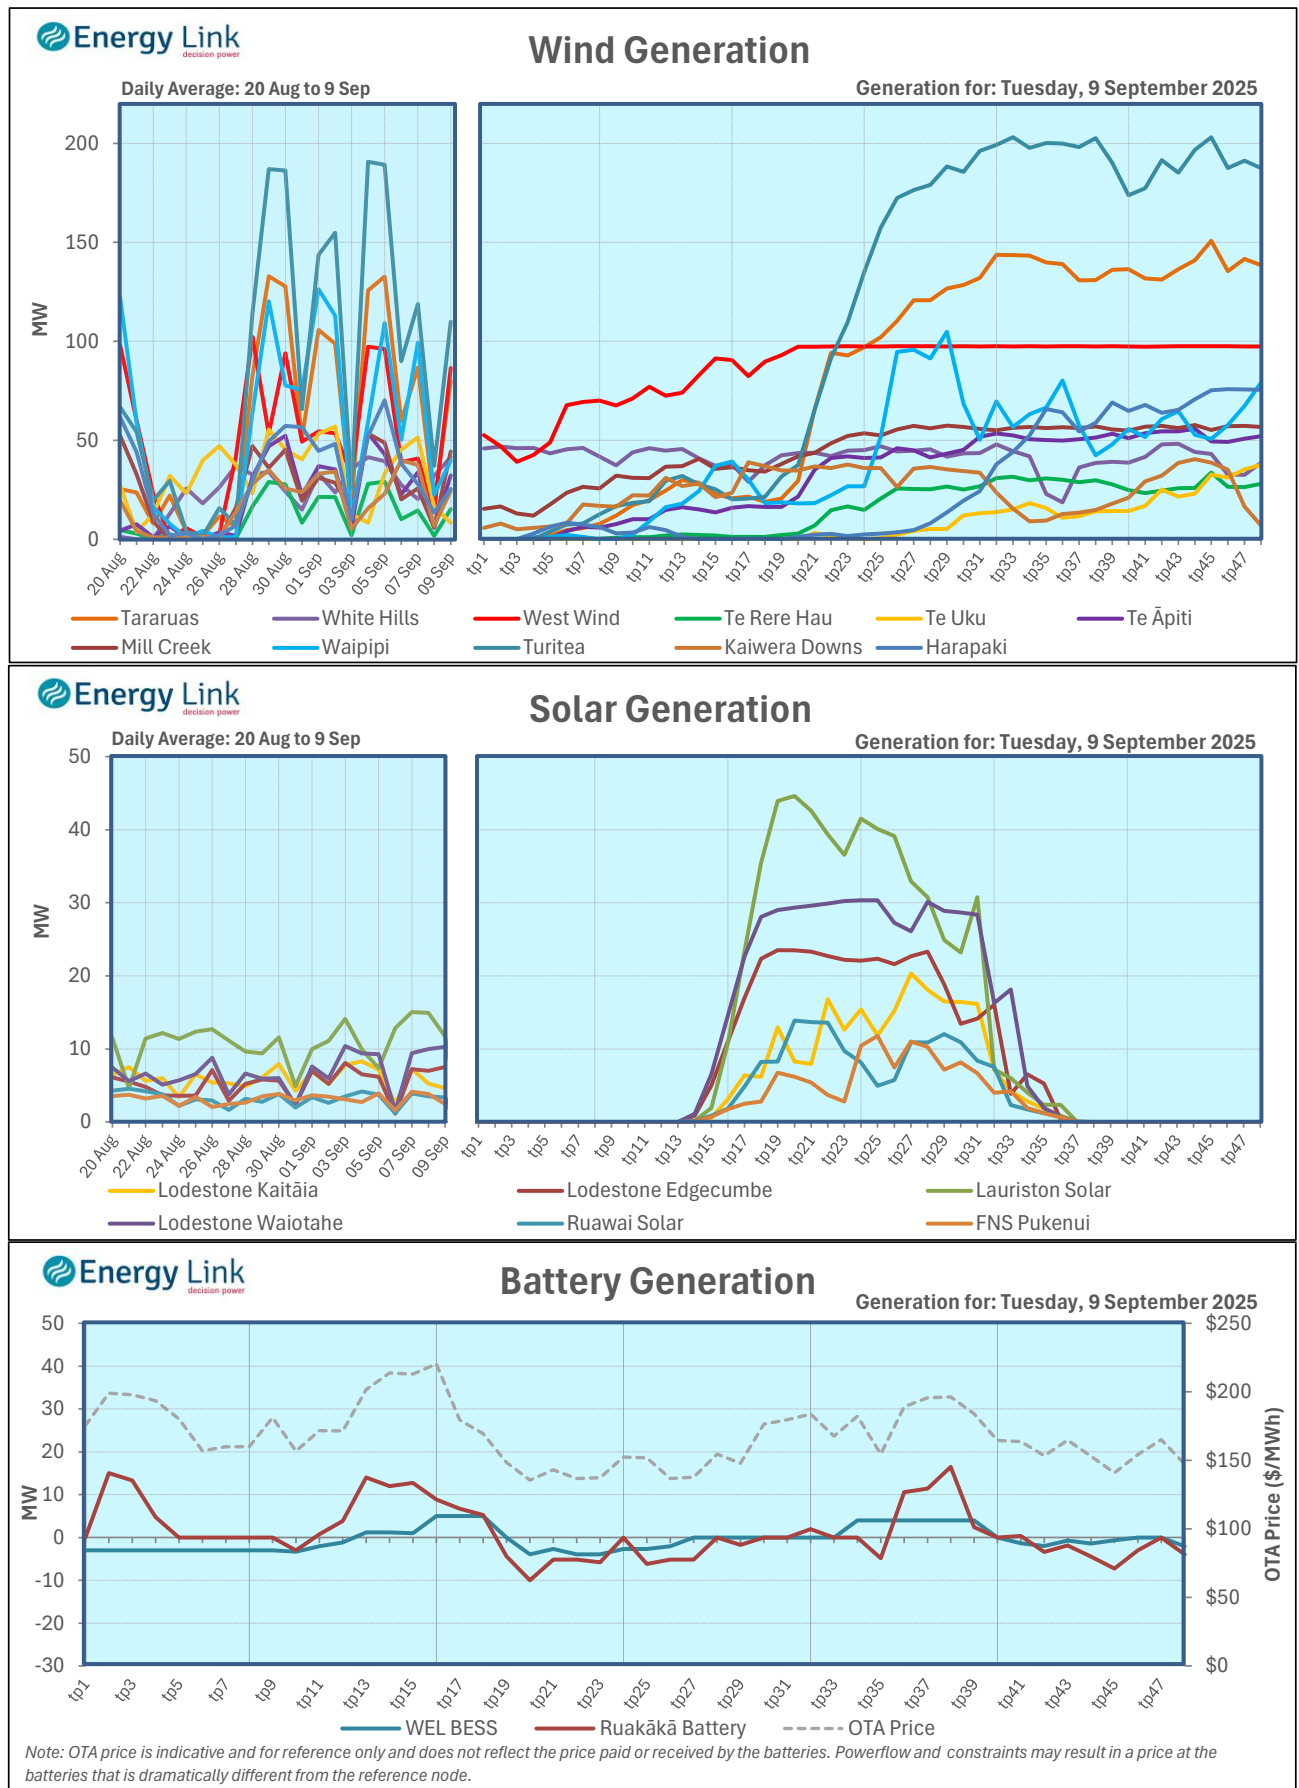 Energy Link
decision power
Wind Generation
Daily Average: 20 Aug to 9 Sep
Generation for: Tuesday, 9 September 2025
MW
200
150
100
50
0
20 Aug 22 Aug 24 Aug 26 Aug 28 Aug 30 Aug 01 Sep 03 Sep 05 Sep 07 Sep 09 Sep
tp1 tp3 tp5 tp7 tp9 tp11 tp13 tp15 tp17 tp19 tp21 tp23 tp25 tp27 tp29 tp31 tp33 tp35 tp37 tp39 tp41 tp43 tp45 tp47
Tararuas White Hills West Wind Te Rere Hau Te Uku Te Āpiti
Mill Creek Waipipi Turitea Kaiwera Downs Harapaki
Energy Link
decision power
Solar Generation
Daily Average: 20 Aug to 9 Sep
Generation for: Tuesday, 9 September 2025
MW
50
40
30
20
10
0
20 Aug 22 Aug 24 Aug 26 Aug 28 Aug 30 Aug 01 Sep 03 Sep 05 Sep 07 Sep 09 Sep
tp1 tp3 tp5 tp7 tp9 tp11 tp13 tp15 tp17 tp19 tp21 tp23 tp25 tp27 tp29 tp31 tp33 tp35 tp37 tp39 tp41 tp43 tp45 tp47
Lodestone Kaitāia Lodestone Edgecumbe Lauriston Solar
Lodestone Waiotahe Ruawai Solar FNS Pukenui
Energy Link
decision power
Battery Generation
Generation for: Tuesday, 9 September 2025
MW
50
40
30
20
10
0
-10
-20
-30
$250
$200
$150
$100
$50
$0
OTA Price ($/MWh)
tp1 tp3 tp5 tp7 tp9 tp11 tp13 tp15 tp17 tp19 tp21 tp23 tp25 tp27 tp29 tp31 tp33 tp35 tp37 tp39 tp41 tp43 tp45 tp47
WEL BESS Ruakākā Battery OTA Price
Note: OTA price is indicative and for reference only and does not reflect the price paid or received by the batteries. Powerflow and constraints may result in a price at the
batteries that is dramatically different from the reference node.